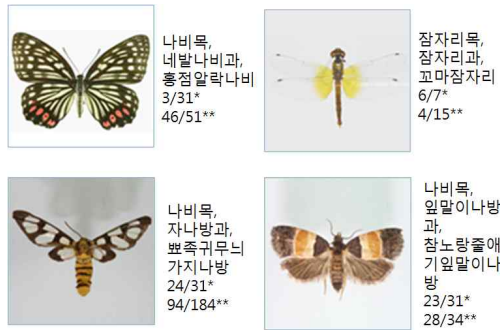 나비목,
네발나비과,
홍점알락나비
3/31*
46/51**
잠자리목,
잠자리과,
꼬마잠자리
6/7*
4/15**
나비목,
자나방과,
뾰족귀무늬
가지나방
24/31*
94/184**
나비목,
잎말이나방
과,
참노랑줄애
기잎말이나
방
23/31*
28/34**